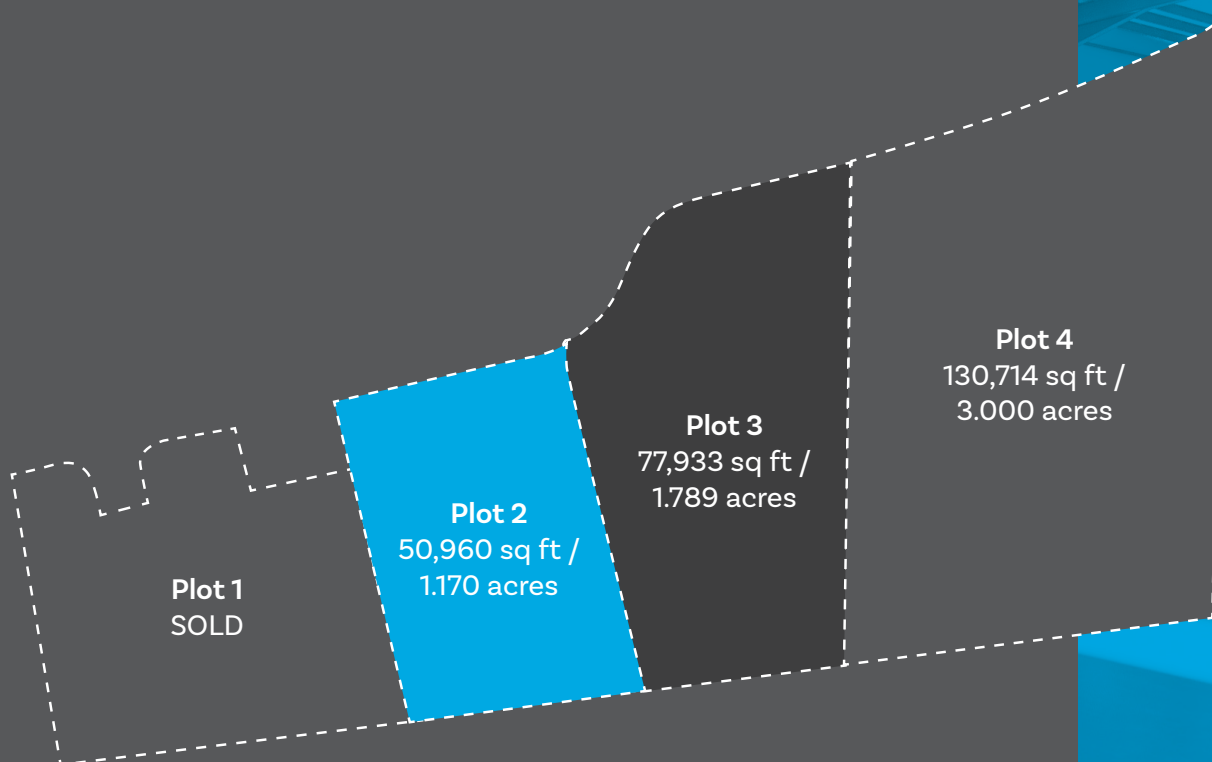 Plot 1
SOLD
Plot 2
50,960 sq ft /
1.170 acres
Plot 3
77,933 sq ft /
1.789 acres
Plot 4
130,714 sq ft /
3.000 acres